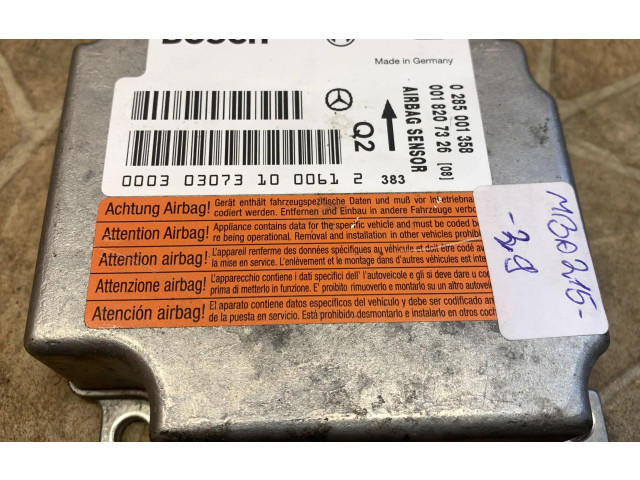 BOSCH
Made in Germany
0 285 001 358
001 820 7326 [08]
AIRBAG SENSOR
Q2
0003 03073 10 0061 2 383
Achtung Airbag! Gerät enthält fahrzeugspezifische Daten und muß vor Inbetriebna
codiert werden. Entfernen und Einbau in andere Fahrzeuge verbo
Attention Airbag! Appliance contains data for the specific vehicle and must be coded b
re being operational. Removal and installation in other vehicles prohib
Attention airbag! L'appareil renferme des données spécifiques au véhicule et doit être codé av
la mise en service. L'enlèvement et le montage dans d'autres véhicules est inte
Attenzione airbag! L'apparecchio contiene i dati specifici dell' l'autoveicolo e gli si deve dare u co
prima di metterlo in funzione. E' proibito rimuoverlo e montarlo su un altro autoveic
Atención airbag! El aparato contiene datos específicos del vehículo y debe ser codificado an
de la puesta en servicio. Está prohibido desmontarlo e instalarlo en otros coch